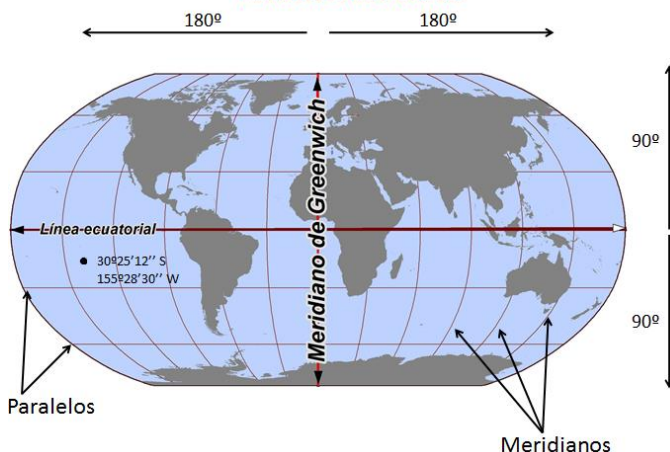 180º
180º
Meridiano de Greenwich
90º
Línea ecuatorial
30º25'12'' S
155º28'30'' W
90º
Paralelos
Meridianos